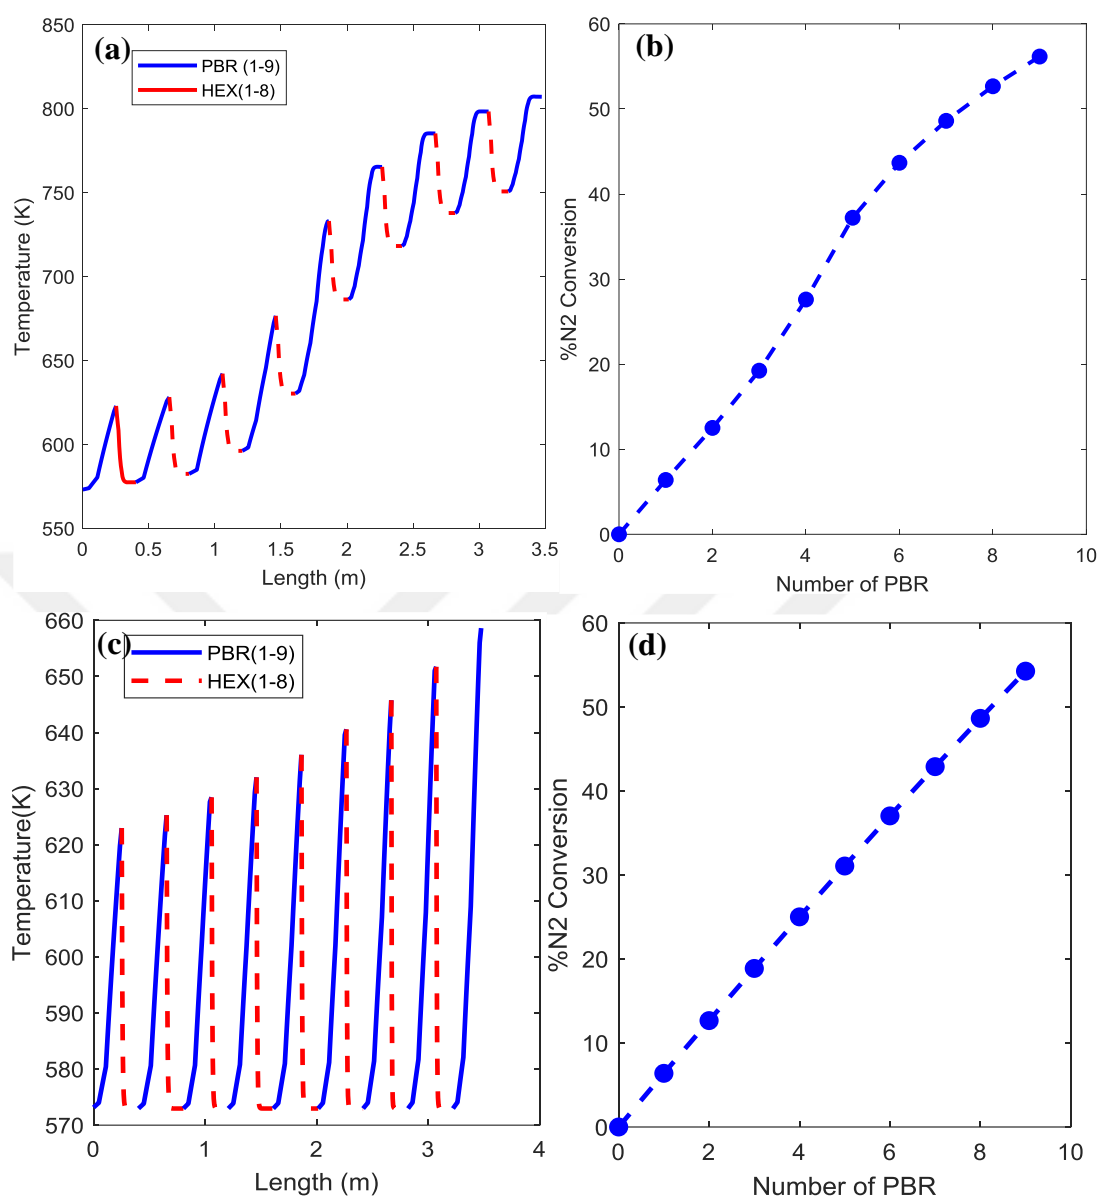 (a)
PBR (1-9)
HEX(1-8)
850
800
750
700
650
600
550
Temperature (K)
0 0.5 1 1.5 2 2.5 3 3.5
Length (m)
(b)
60
50
40
30
20
10
0
%N2 Conversion
0 2 4 6 8 10
Number of PBR
(c)
PBR(1-9)
HEX(1-8)
660
650
640
630
620
610
600
590
580
570
Temperature(K)
0 1 2 3 4
Length (m)
(d)
60
50
40
30
20
10
0
%N2 Conversion
0 2 4 6 8 10
Number of PBR